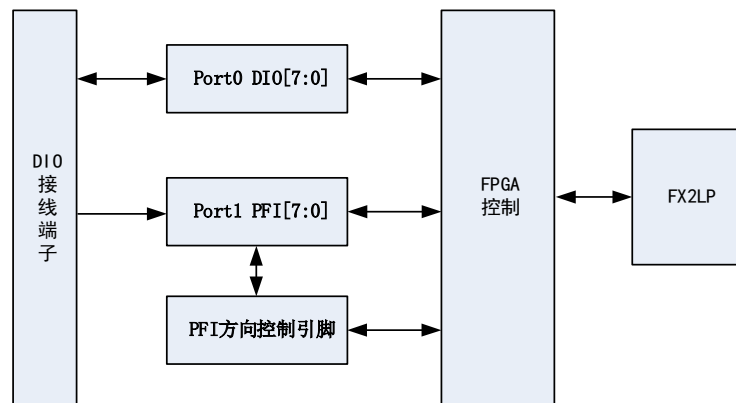 DIO
接
线
端
子
Port0 DIO[7:0]
Port1 PFI[7:0]
PFI方向控制引脚
FPGA
控制
FX2LP